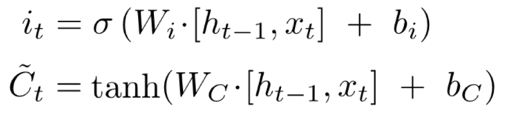 i_t = σ (W_i·[h_{t−1}, x_t] + b_i)
C̃_t = tanh(W_C·[h_{t−1}, x_t] + b_C)